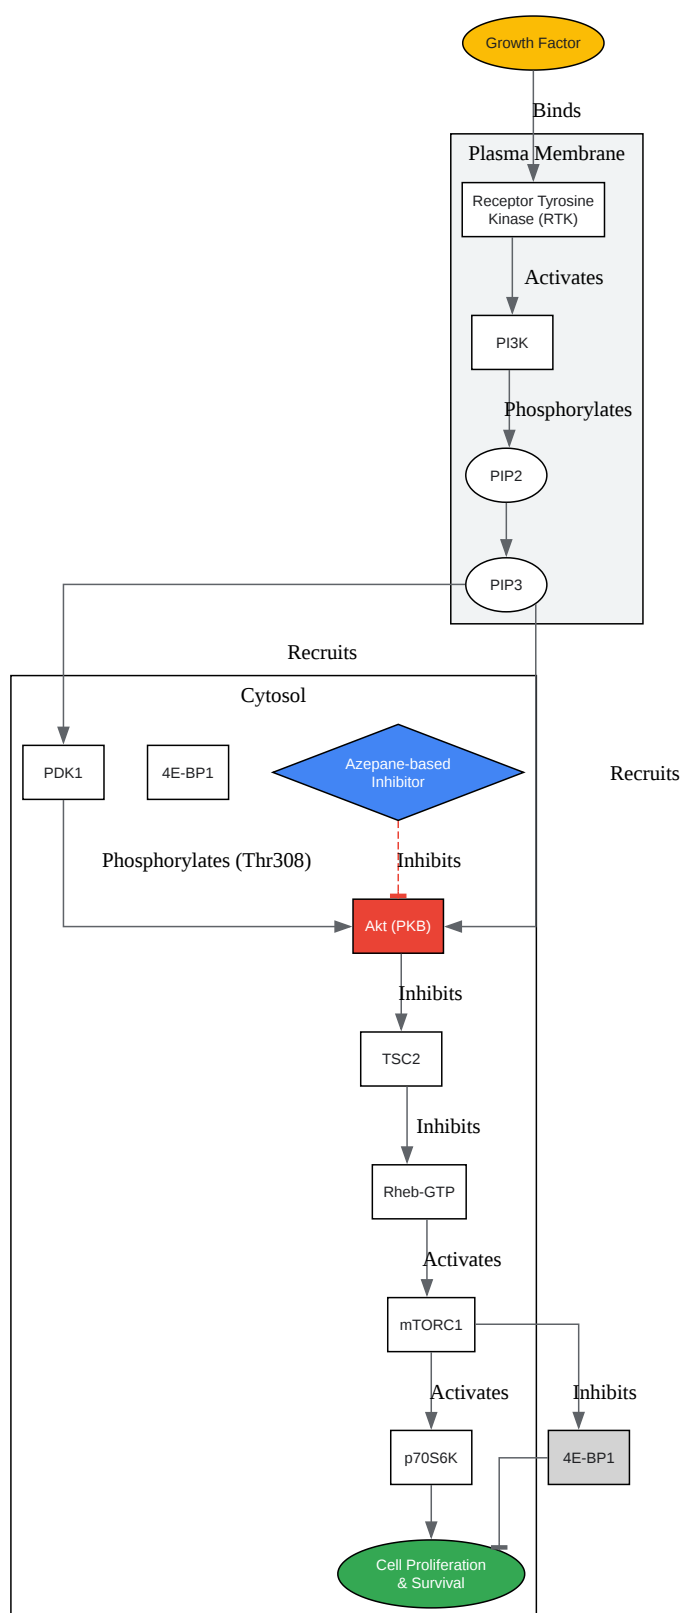 Growth Factor
Binds
Plasma Membrane
Receptor Tyrosine
Kinase (RTK)
Activates
PI3K
Phosphorylates
PIP2
PIP3
Recruits
Cytosol
PDK1
4E-BP1
Azepane-based
Inhibitor
Recruits
Phosphorylates (Thr308)
Inhibits
Akt (PKB)
Inhibits
TSC2
Inhibits
Rheb-GTP
Activates
mTORC1
Activates
Inhibits
p70S6K
4E-BP1
Cell Proliferation
& Survival